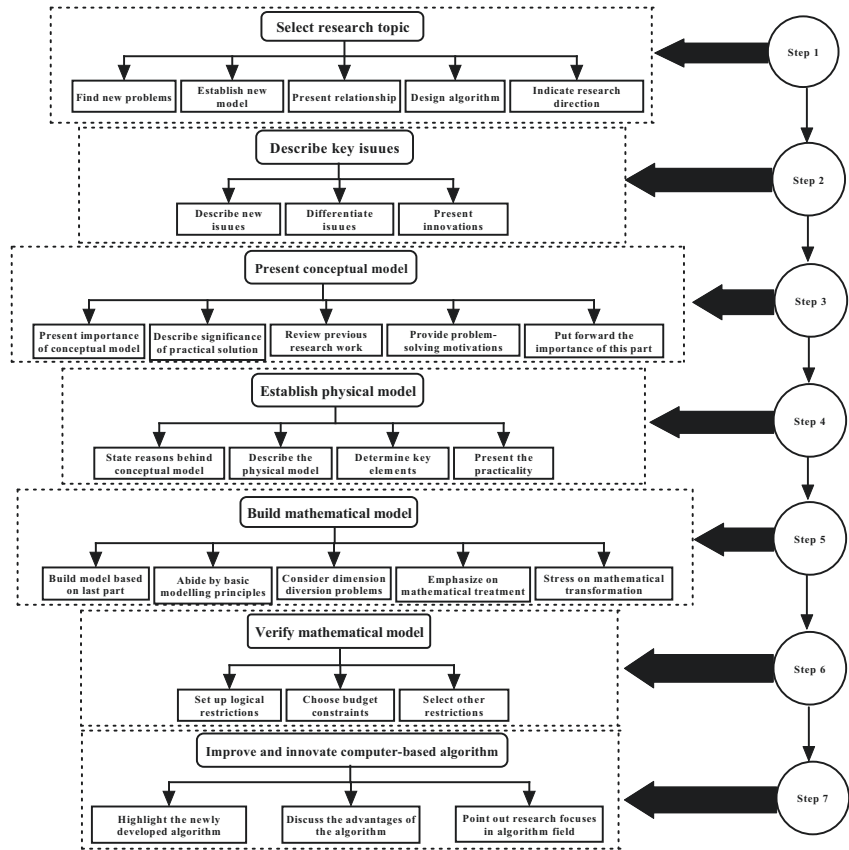 Select research topic
Step 1
Find new problems
Establish new
model
Present relationship
Design algorithm
Indicate research
direction
Describe key isuues
Step 2
Describe new
isuues
Differentiate
isuues
Present
innovations
Present conceptual model
Step 3
Present importance
of conceptual model
Describe significance
of practical solution
Review previous
research work
Provide problem-
solving motivations
Put forward the
importance of this part
Establish physical model
Step 4
State reasons behind
conceptual model
Describe the
physical model
Determine key
elements
Present the
practicality
Build mathematical model
Step 5
Build model based
on last part
Abide by basic
modelling principles
Consider dimension
diversion problems
Emphasize on
mathematical treatment
Stress on mathematical
transformation
Verify mathematical model
Step 6
Set up logical
restrictions
Choose budget
constraints
Select other
restrictions
Improve and innovate computer-based algorithm
Step 7
Highlight the newly
developed algorithm
Discuss the advantages of
the algorithm
Point out research focuses
in algorithm field